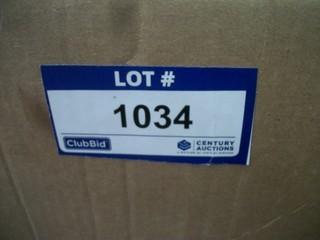 LOT #
1034
ClubBid
CENTURY
AUCTIONS